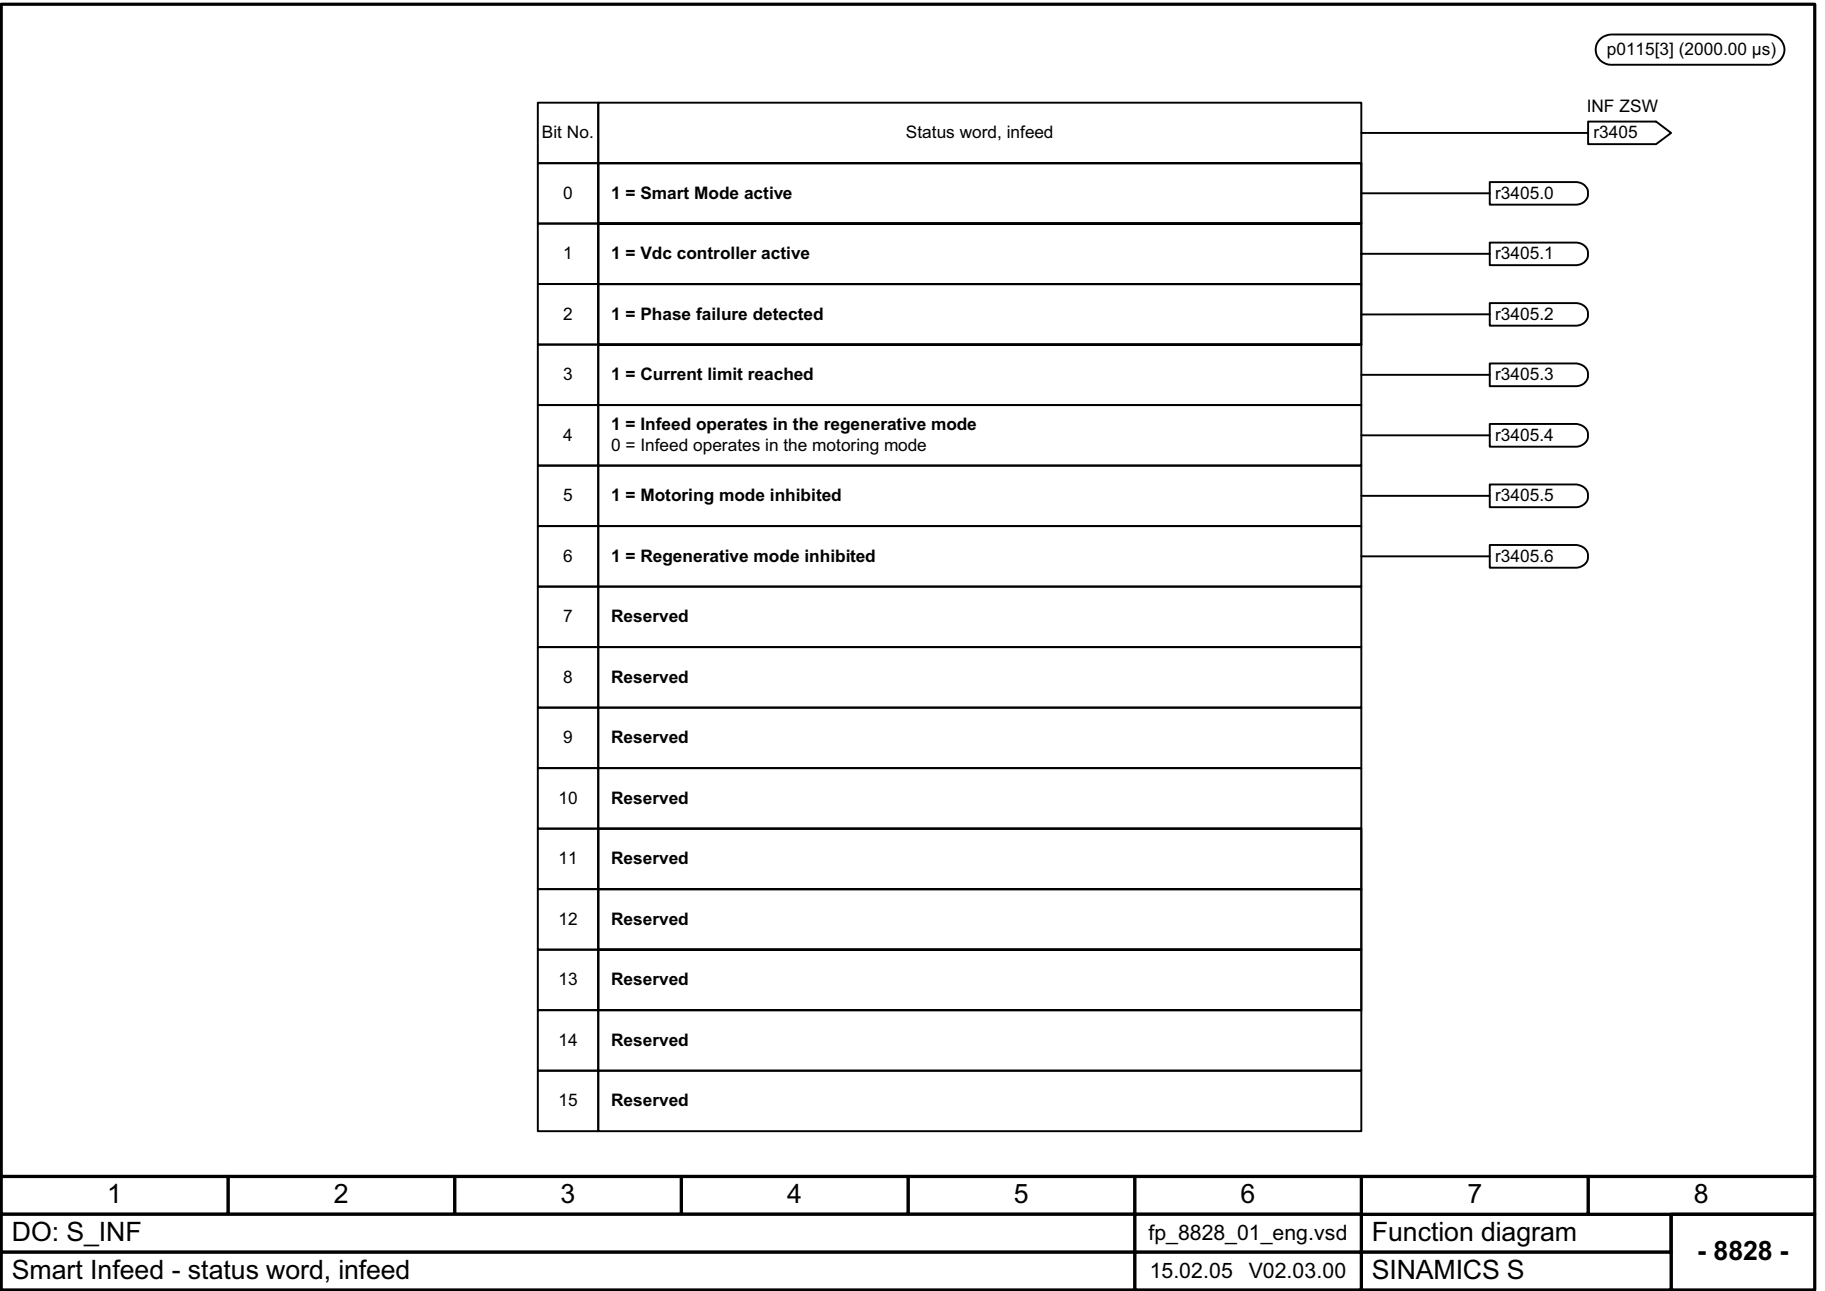 p0115[3] (2000.00 µs)
INF ZSW
Bit No. Status word, infeed r3405
0 1 = Smart Mode active r3405.0
1 1 = Vdc controller active r3405.1
2 1 = Phase failure detected r3405.2
3 1 = Current limit reached r3405.3
4 1 = Infeed operates in the regenerative mode
0 = Infeed operates in the motoring mode r3405.4
5 1 = Motoring mode inhibited r3405.5
6 1 = Regenerative mode inhibited r3405.6
7 Reserved
8 Reserved
9 Reserved
10 Reserved
11 Reserved
12 Reserved
13 Reserved
14 Reserved
15 Reserved
1 2 3 4 5 6 7 8
DO: S_INF fp_8828_01_eng.vsd Function diagram
- 8828 -
Smart Infeed - status word, infeed 15.02.05 V02.03.00 SINAMICS S